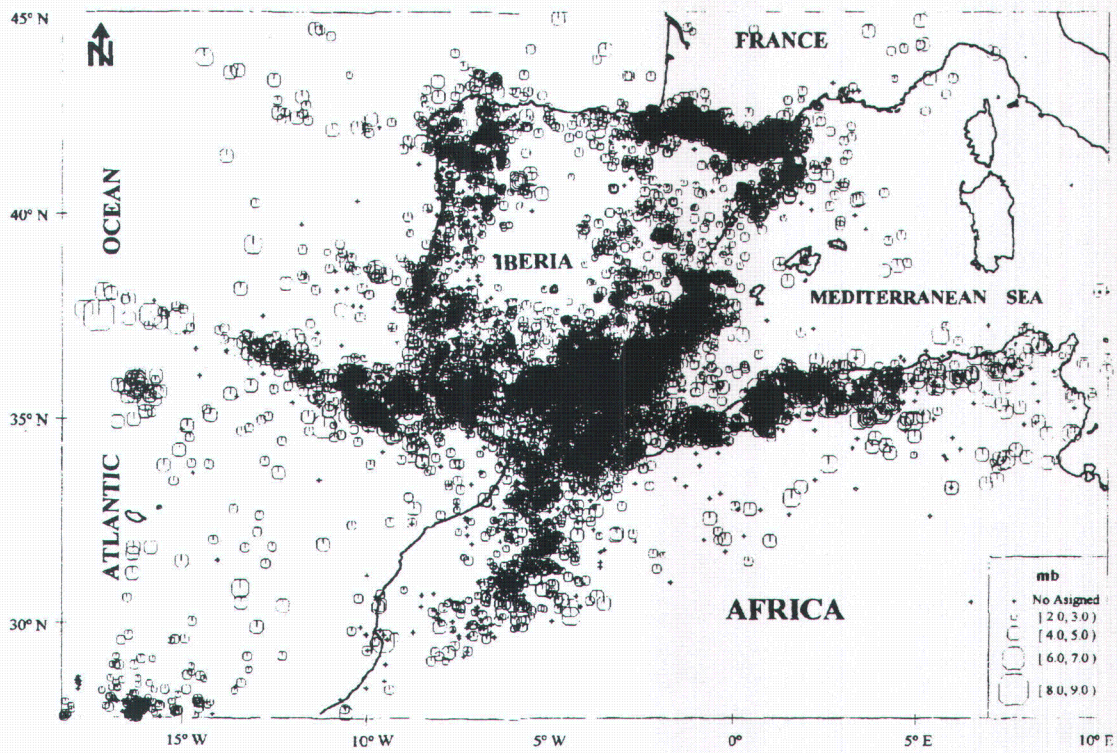 45° N
N
FRANCE
OCEAN
40° N
IBERIA
MEDITERRANEAN SEA
35° N
ATLANTIC
mb
No Asigned
[ 2.0, 3.0 )
[ 4.0, 5.0 )
[ 6.0, 7.0 )
[ 8.0, 9.0 )
AFRICA
30° N
15° W
10° W
5° W
0°
5° E
10° E